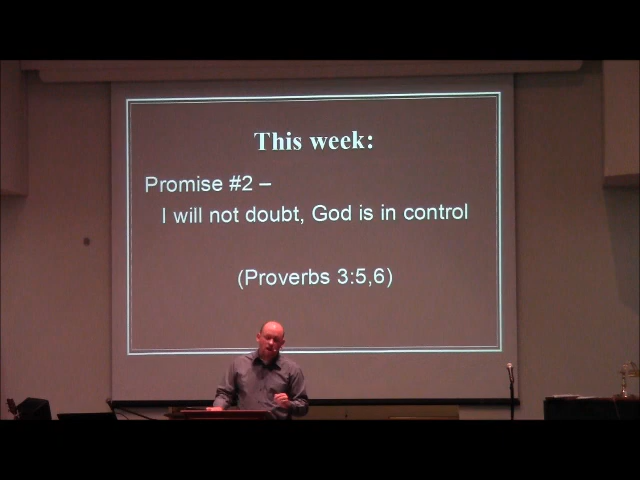 This week:
Promise #2 –
I will not doubt, God is in control
(Proverbs 3:5,6)